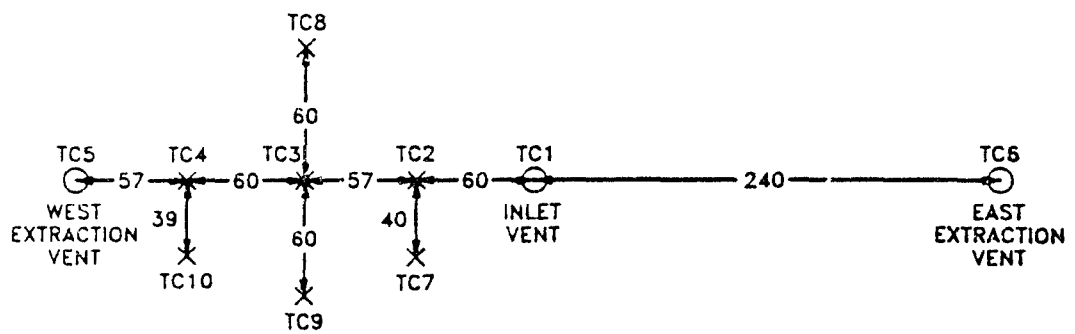 TC8
60
TC5 TC4 TC3 TC2 TC1 TC6
57 60 57 60 240
WEST
EXTRACTION
VENT
39
60
40
INLET
VENT
EAST
EXTRACTION
VENT
TC10
TC7
TC9